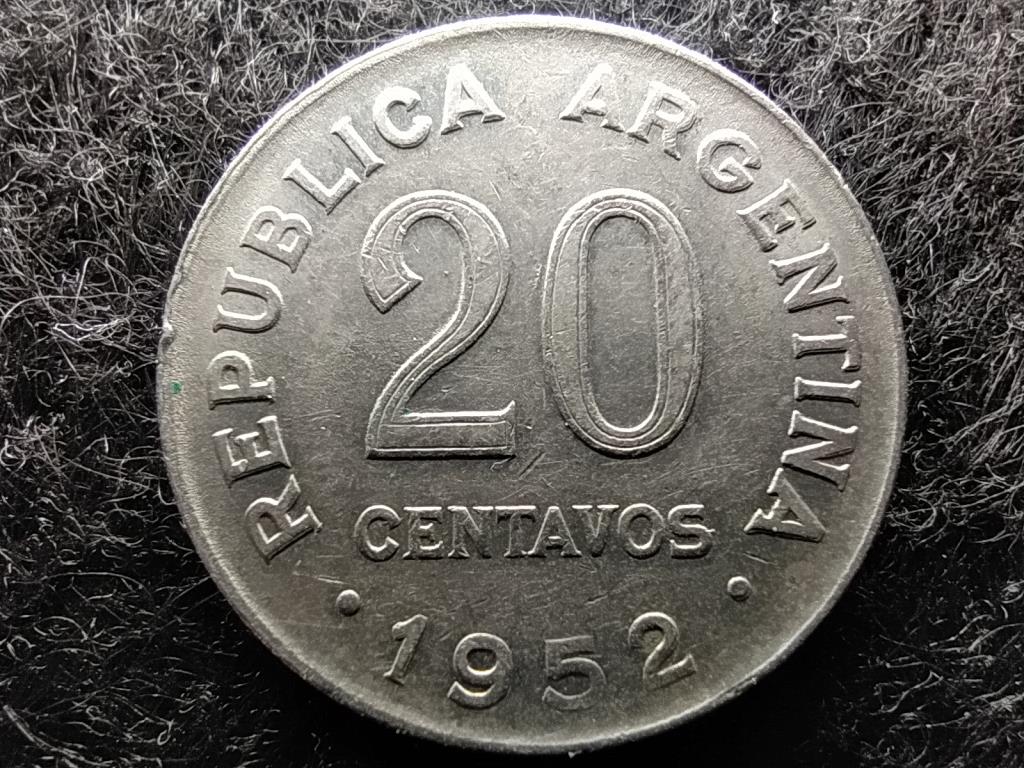 REPUBLICA ARGENTINA
20
CENTAVOS
• 1952 •